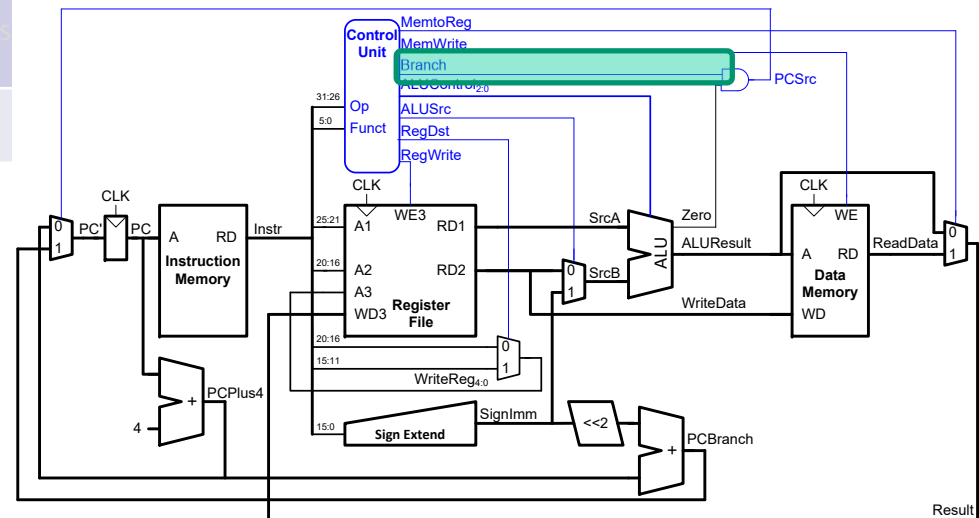 S
MemtoReg
Control
Unit
MemWrite
Branch
PCSrc
ALUControl2:0
31:26
Op
ALUSrc
5:0
Funct
RegDst
RegWrite
CLK
CLK
CLK
0
1
PC'
PC
A
RD
Instruction
Memory
Instr
25:21
A1
WE3
RD1
SrcA
Zero
WE
20:16
A2
RD2
0
1
SrcB
ALU
ALUResult
A
RD
ReadData
0
1
A3
Register
File
WD3
Data
Memory
WriteData
WD
20:16
0
15:11
1
WriteReg4:0
PCPlus4
+
4
SignImm
15:0
Sign Extend
<<2
+
PCBranch
Result